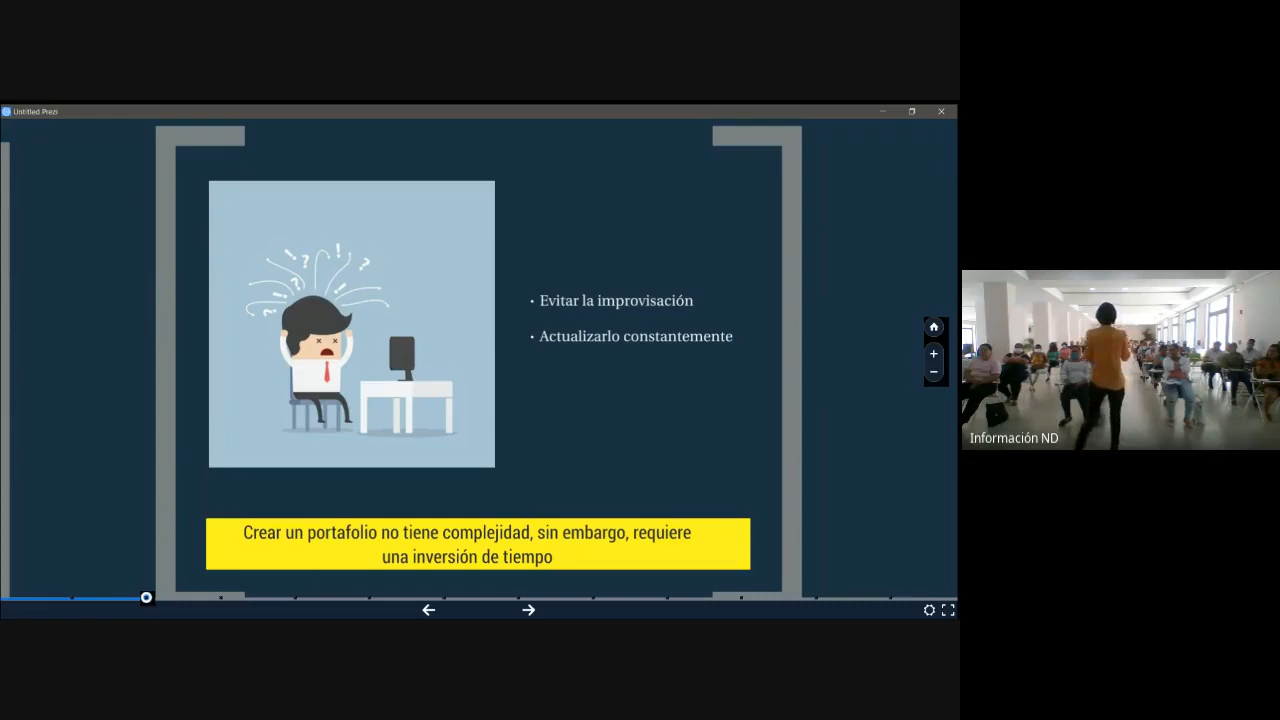 Untitled Prezi
• Evitar la improvisación
• Actualizarlo constantemente
Crear un portafolio no tiene complejidad, sin embargo, requiere
una inversión de tiempo
Información ND